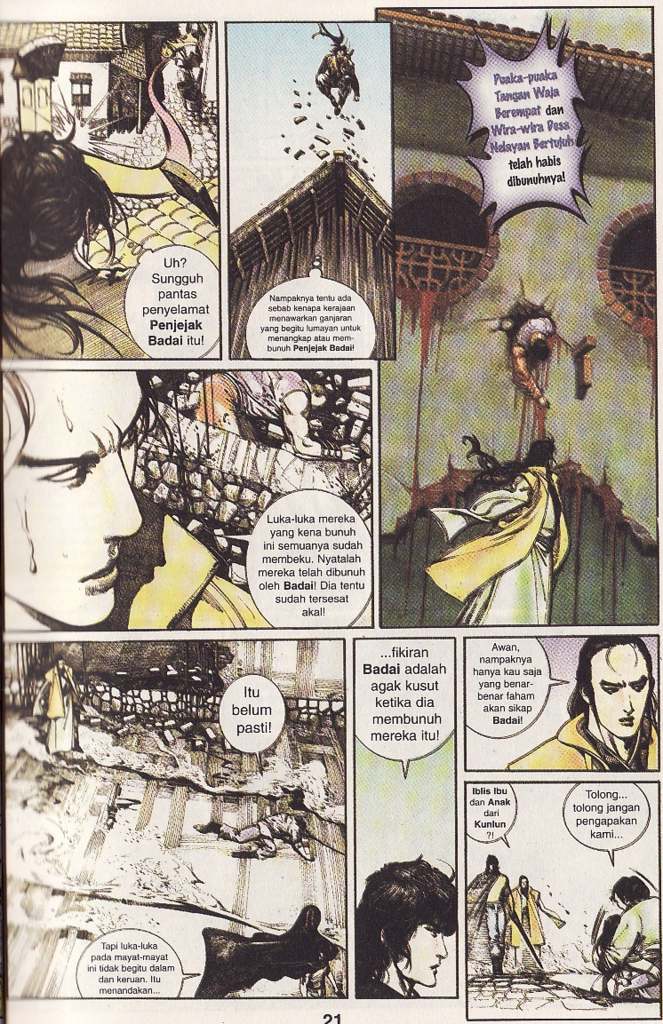 Uh?
Sungguh
pantas
penyelamat
Penjejak
Badai itu!
Nampaknya tentu ada
sebab kenapa kerajaan
menawarkan ganjaran
yang begitu lumayan untuk
menangkap atau mem-
bunuh Penjejak Badai!
Puaka-puaka
Tangan Waja
Berempat dan
Wira-wira Desa
Nelayan Bertujuh
telah habis
dibunuhnya!
Luka-luka mereka
yang kena bunuh
ini semuanya sudah
membeku. Nyatalah
mereka telah dibunuh
oleh Badai! Dia tentu
sudah tersesat
akal!
Itu
belum
pasti!
Tapi luka-luka
pada mayat-mayat
ini tidak begitu dalam
dan keruan. Itu
menandakan...
...fikiran
Badai adalah
agak kusut
ketika dia
membunuh
mereka itu!
Awan,
nampaknya
hanya kau saja
yang benar-
benar faham
akan sikap
Badai!
Iblis Ibu
dan Anak
dari
Kunlun
?!
Tolong...
tolong jangan
pengapakan
kami...
21